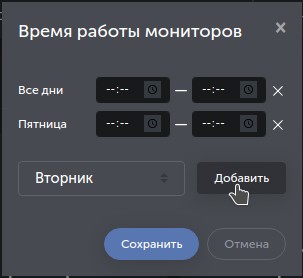 Время работы мониторов ×
Все дни --:-- — --:-- ×
Пятница --:-- — --:-- ×
Вторник Добавить
Сохранить Отмена